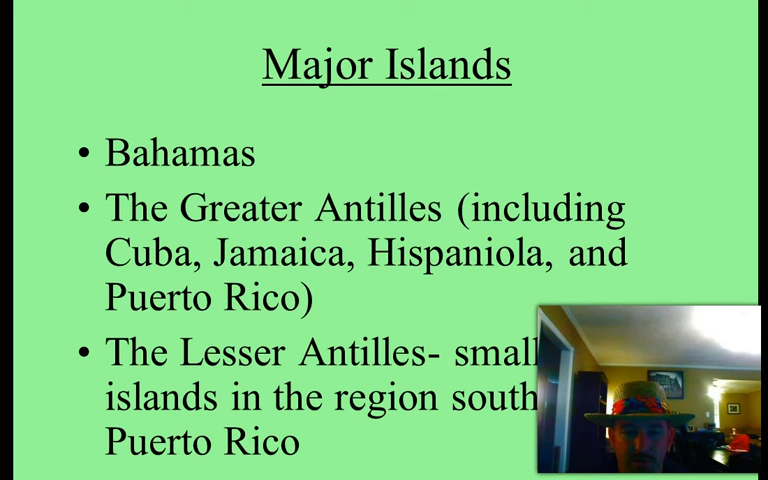 Major Islands
• Bahamas
• The Greater Antilles (including
Cuba, Jamaica, Hispaniola, and
Puerto Rico)
• The Lesser Antilles- small
islands in the region south
Puerto Rico